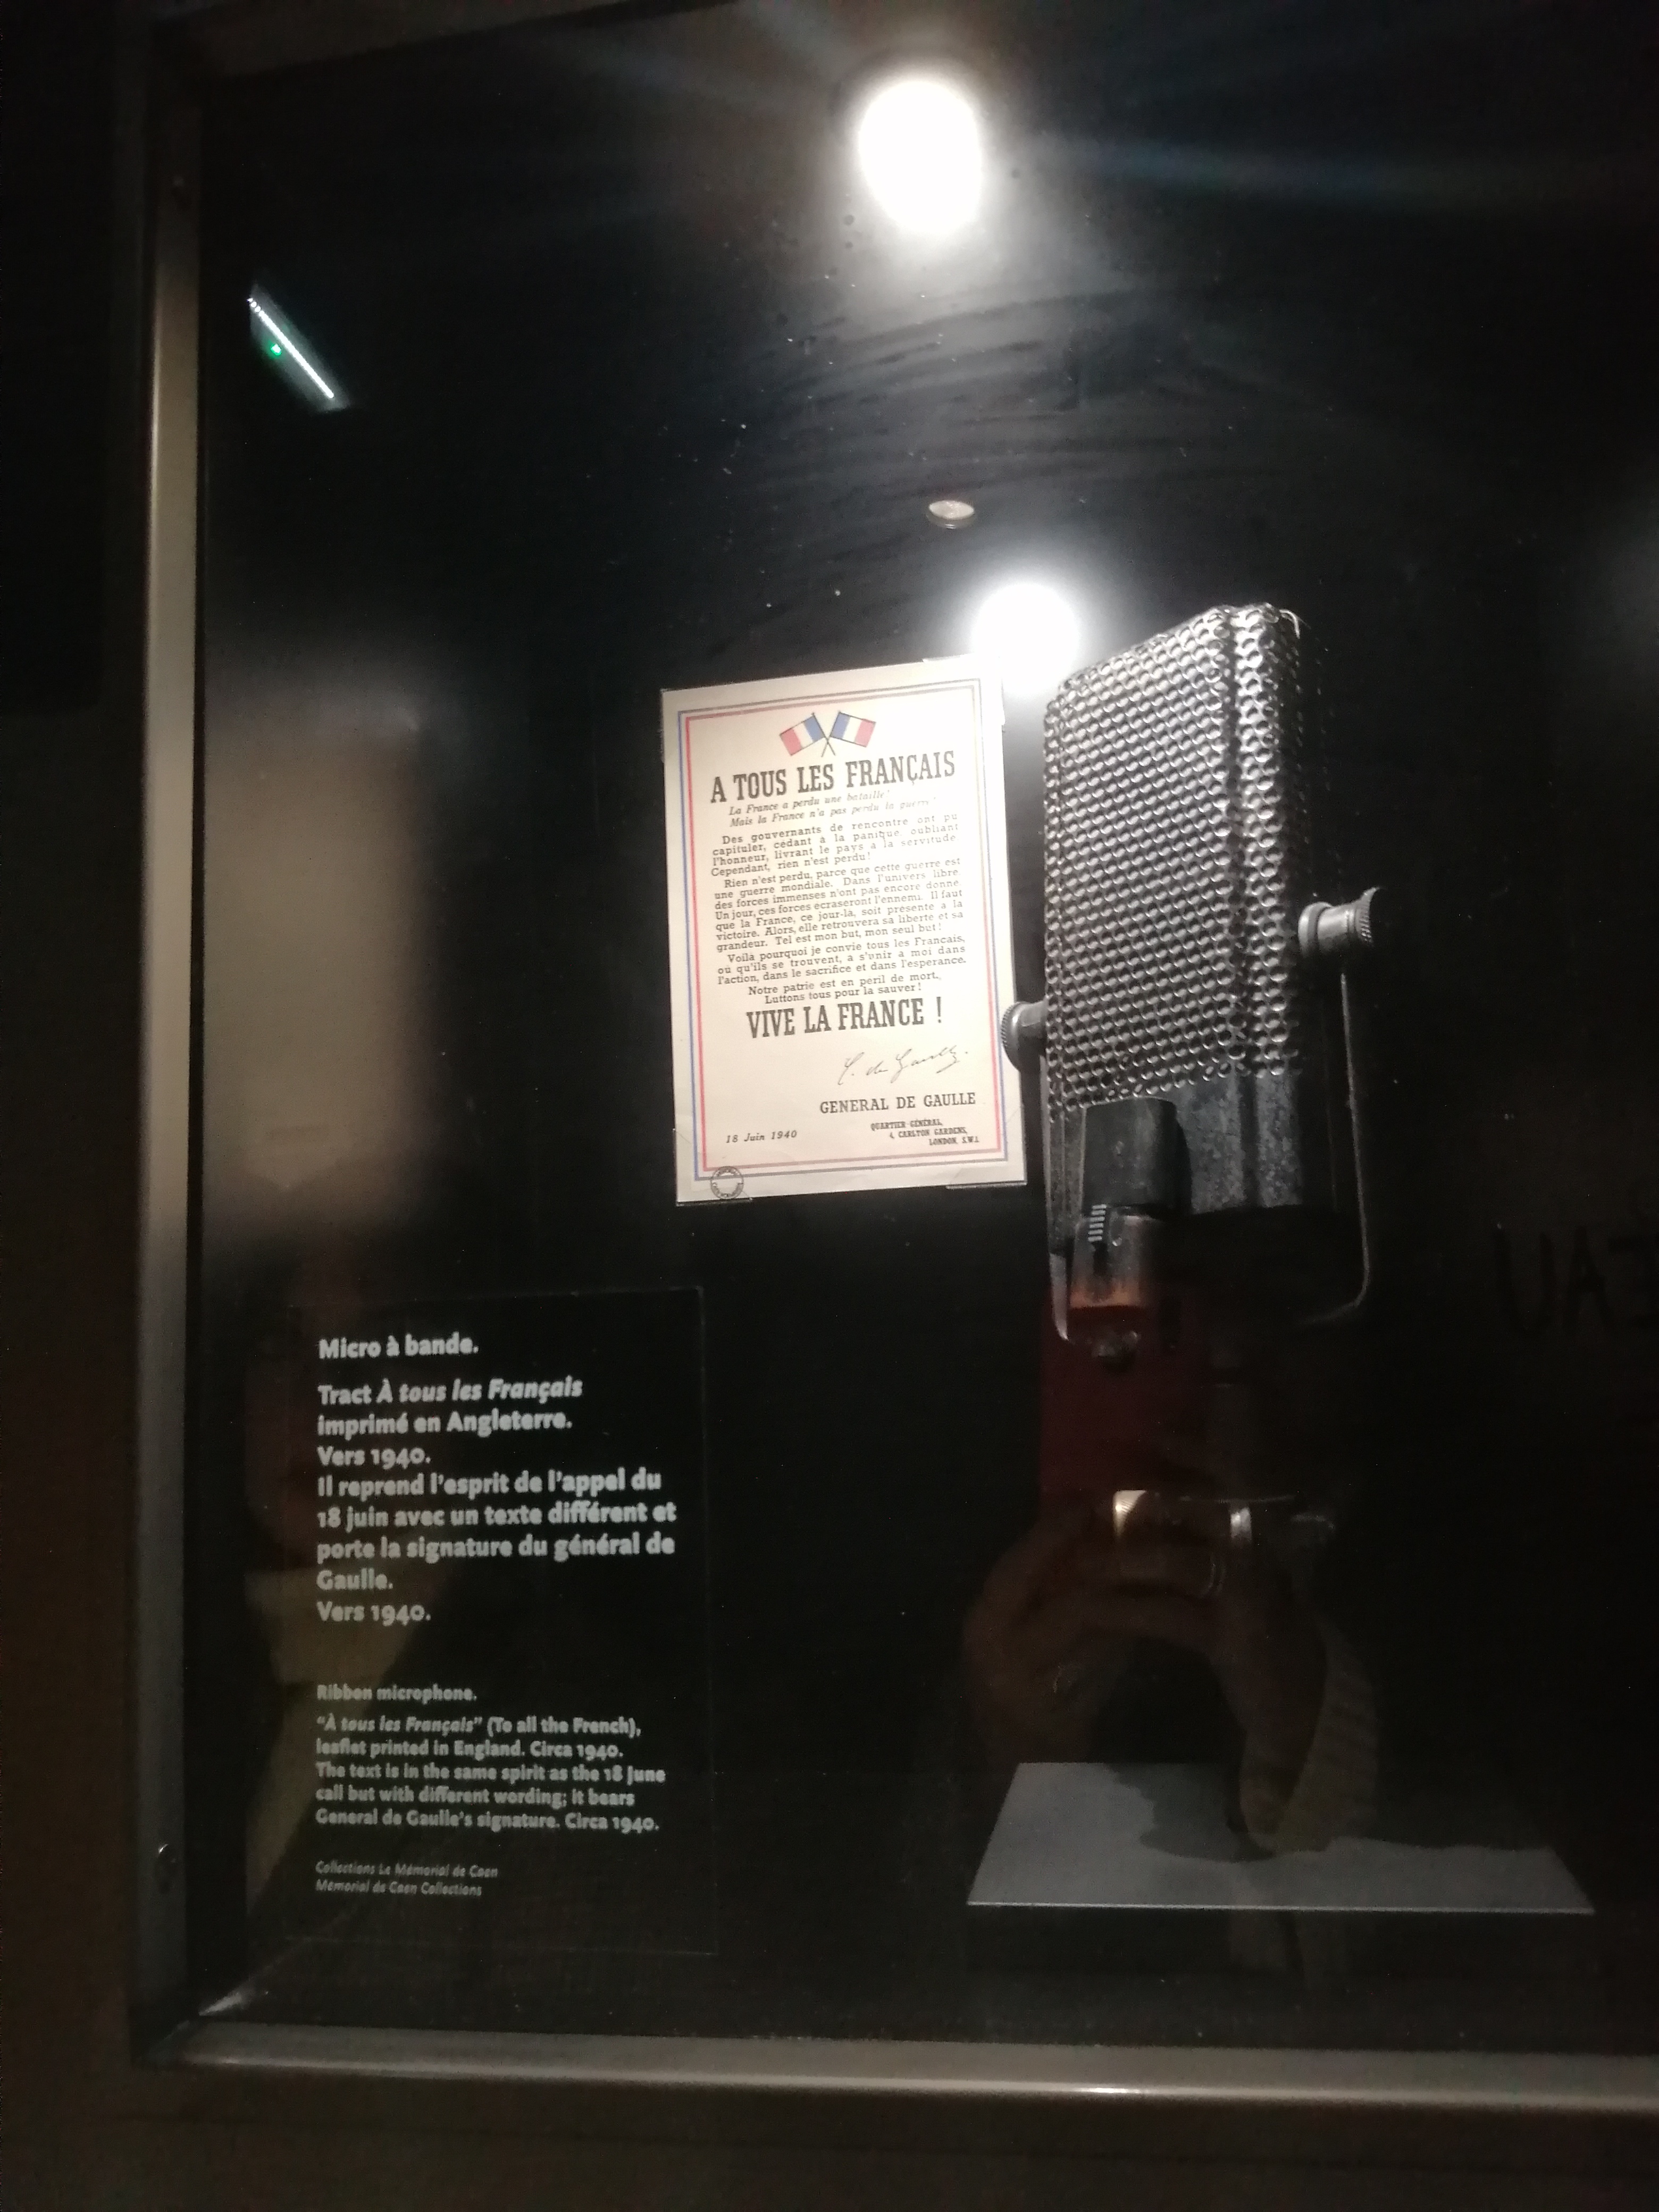 A TOUS LES FRANÇAIS
La France a perdu une bataille!
Mais la France n'a pas perdu la guerre!
Des gouvernants de rencontre ont pu
capituler, cédant à la panique, oubliant
l'honneur, livrant le pays à la servitude.
Cependant, rien n'est perdu!
Rien n'est perdu, parce que cette guerre est
une guerre mondiale. Dans l'univers libre,
des forces immenses n'ont pas encore donné.
Un jour, ces forces écraseront l'ennemi. Il faut
que la France, ce jour-là, soit présente à la
victoire. Alors, elle retrouvera sa liberté et sa
grandeur. Tel est mon but, mon seul but!
Voilà pourquoi je convie tous les Francais,
où qu'ils se trouvent, à s'unir à moi dans
l'action, dans le sacrifice et dans l'espérance.
Notre patrie est en péril de mort.
Luttons tous pour la sauver!
VIVE LA FRANCE !
C. de Gaulle.
GENERAL DE GAULLE
18 Juin 1940
QUARTIER-GÉNÉRAL,
4, CARLTON GARDENS,
LONDON, S.W.1.
Micro à bande.
Tract À tous les Français
imprimé en Angleterre.
Vers 1940.
Il reprend l'esprit de l'appel du
18 juin avec un texte différent et
porte la signature du général de
Gaulle.
Vers 1940.
Ribbon microphone.
"À tous les Français" (To all the French),
leaflet printed in England. Circa 1940.
The text is in the same spirit as the 18 June
call but with different wording; it bears
General de Gaulle's signature. Circa 1940.
Collections Le Mémorial de Caen
Mémorial de Caen Collections